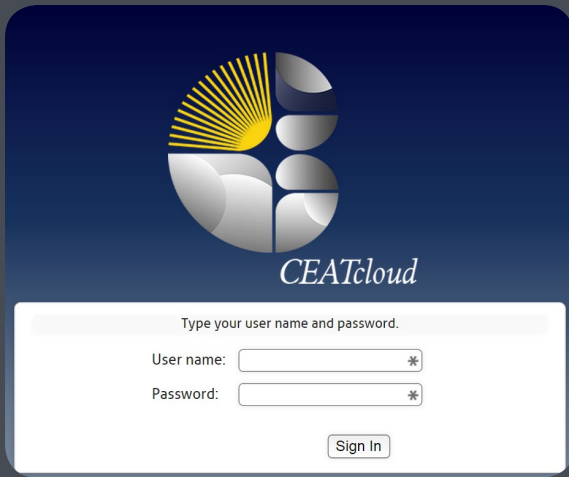 CEATcloud
Type your user name and password.
User name:
Password:
Sign In